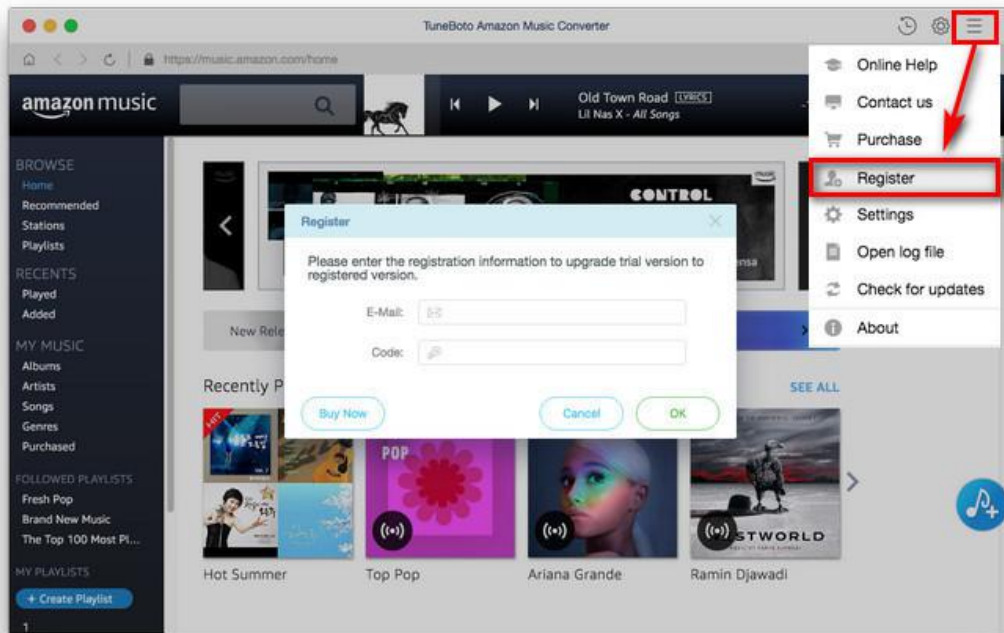 TuneBoto Amazon Music Converter
https://music.amazon.com/home
amazon music
Old Town Road LYRICS
Lil Nas X - All Songs
Online Help
Contact us
Purchase
Register
Settings
Open log file
Check for updates
About
BROWSE
Home
Recommended
Stations
Playlists
RECENTS
Played
Added
MY MUSIC
Albums
Artists
Songs
Genres
Purchased
FOLLOWED PLAYLISTS
Fresh Pop
Brand New Music
The Top 100 Most Pl...
MY PLAYLISTS
+ Create Playlist
1
CONTROL
Register
Please enter the registration information to upgrade trial version to
registered version.
E-Mail:
Code:
Buy Now
Cancel
OK
New Rele
Recently P
SEE ALL
HIT
POP
STWORLD
Hot Summer
Top Pop
Ariana Grande
Ramin Djawadi